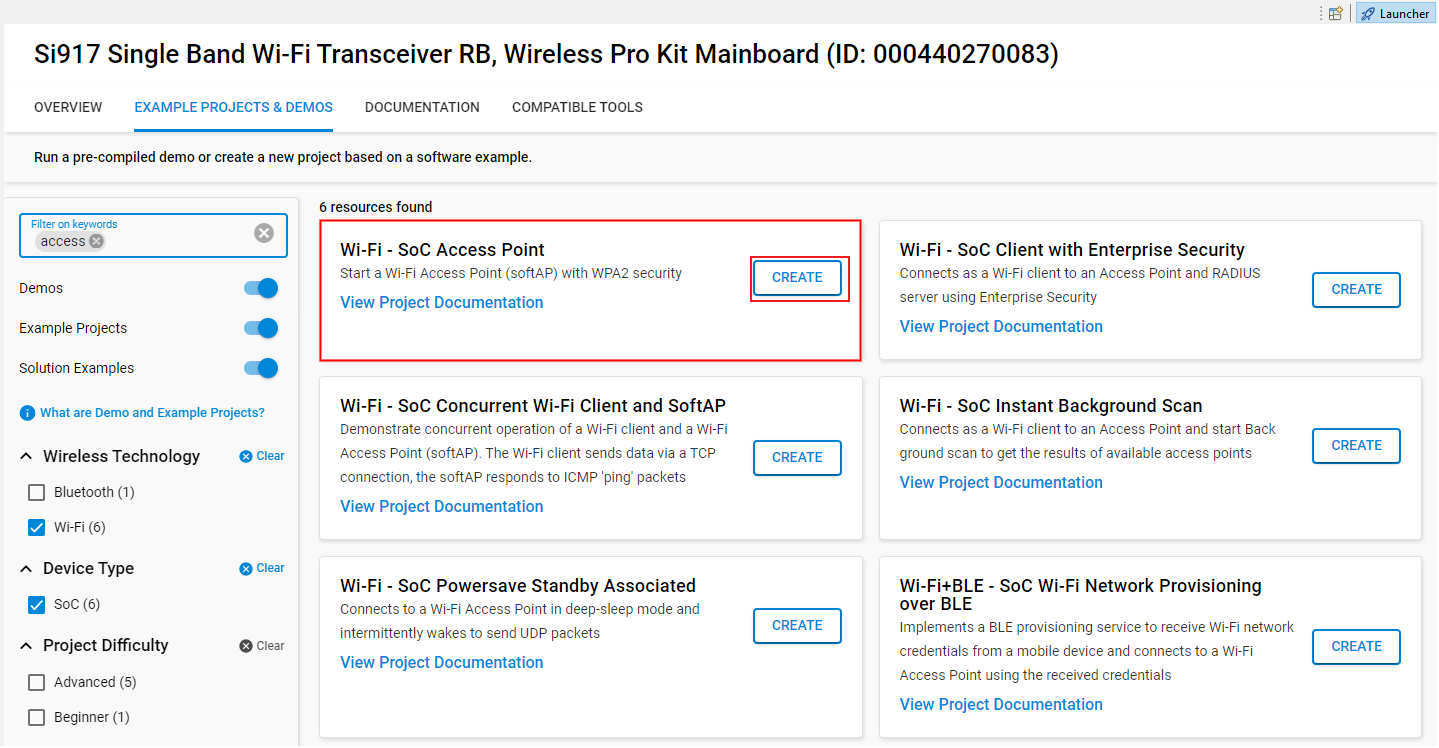 Launcher
Si917 Single Band Wi-Fi Transceiver RB, Wireless Pro Kit Mainboard (ID: 000440270083)
OVERVIEW
EXAMPLE PROJECTS & DEMOS
DOCUMENTATION
COMPATIBLE TOOLS
Run a pre-compiled demo or create a new project based on a software example.
Filter on keywords
access
Demos
Example Projects
Solution Examples
What are Demo and Example Projects?
Wireless Technology
Clear
Bluetooth (1)
Wi-Fi (6)
Device Type
Clear
SoC (6)
Project Difficulty
Clear
Advanced (5)
Beginner (1)
6 resources found
Wi-Fi - SoC Access Point
Start a Wi-Fi Access Point (softAP) with WPA2 security
View Project Documentation
CREATE
Wi-Fi - SoC Client with Enterprise Security
Connects as a Wi-Fi client to an Access Point and RADIUS
server using Enterprise Security
View Project Documentation
CREATE
Wi-Fi - SoC Concurrent Wi-Fi Client and SoftAP
Demonstrate concurrent operation of a Wi-Fi client and a Wi-Fi
Access Point (softAP). The Wi-Fi client sends data via a TCP
connection, the softAP responds to ICMP 'ping' packets
View Project Documentation
CREATE
Wi-Fi - SoC Instant Background Scan
Connects as a Wi-Fi client to an Access Point and start Back
ground scan to get the results of available access points
View Project Documentation
CREATE
Wi-Fi - SoC Powersave Standby Associated
Connects to a Wi-Fi Access Point in deep-sleep mode and
intermittently wakes to send UDP packets
View Project Documentation
CREATE
Wi-Fi+BLE - SoC Wi-Fi Network Provisioning
over BLE
Implements a BLE provisioning service to receive Wi-Fi network
credentials from a mobile device and connects to a Wi-Fi
Access Point using the received credentials
View Project Documentation
CREATE